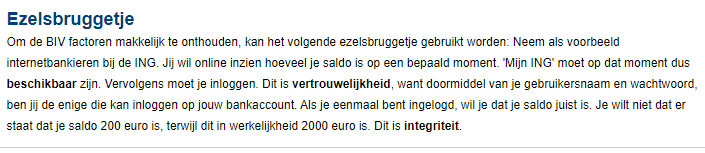 Ezelsbruggetje
Om de BIV factoren makkelijk te onthouden, kan het volgende ezelsbruggetje gebruikt worden: Neem als voorbeeld
internetbankieren bij de ING. Jij wil online inzien hoeveel je saldo is op een bepaald moment. 'Mijn ING' moet op dat moment dus
beschikbaar zijn. Vervolgens moet je inloggen. Dit is vertrouwelijkheid, want doormiddel van je gebruikersnaam en wachtwoord,
ben jij de enige die kan inloggen op jouw bankaccount. Als je eenmaal bent ingelogd, wil je dat je saldo juist is. Je wilt niet dat er
staat dat je saldo 200 euro is, terwijl dit in werkelijkheid 2000 euro is. Dit is integriteit.